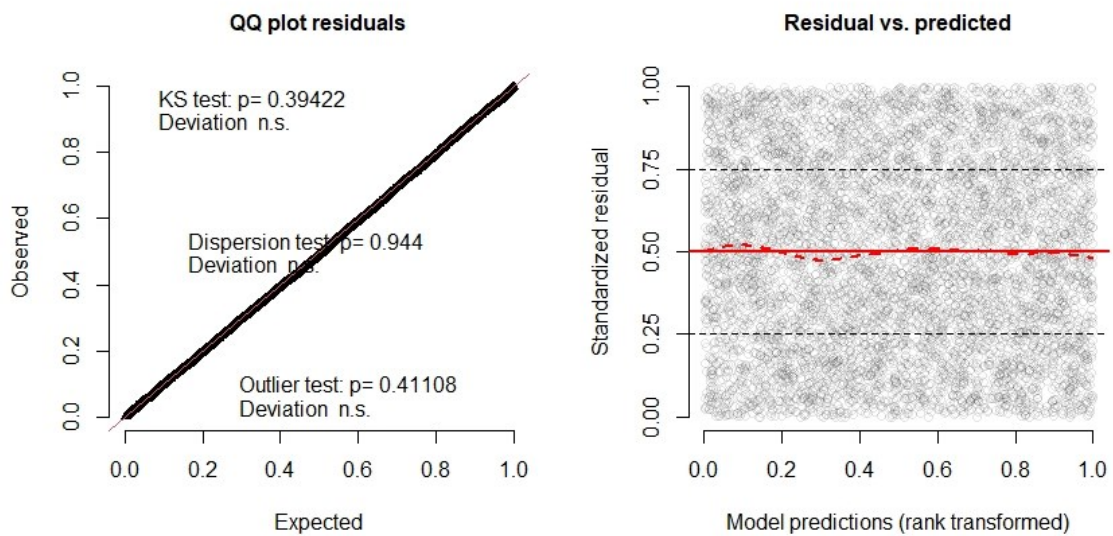 QQ plot residuals
KS test: p= 0.39422
Deviation n.s.
Dispersion test: p= 0.944
Deviation n.s.
Outlier test: p= 0.41108
Deviation n.s.
Observed
0.0 0.2 0.4 0.6 0.8 1.0
0.0 0.2 0.4 0.6 0.8 1.0
Expected
Residual vs. predicted
Standardized residual
0.00 0.25 0.50 0.75 1.00
0.0 0.2 0.4 0.6 0.8 1.0
Model predictions (rank transformed)